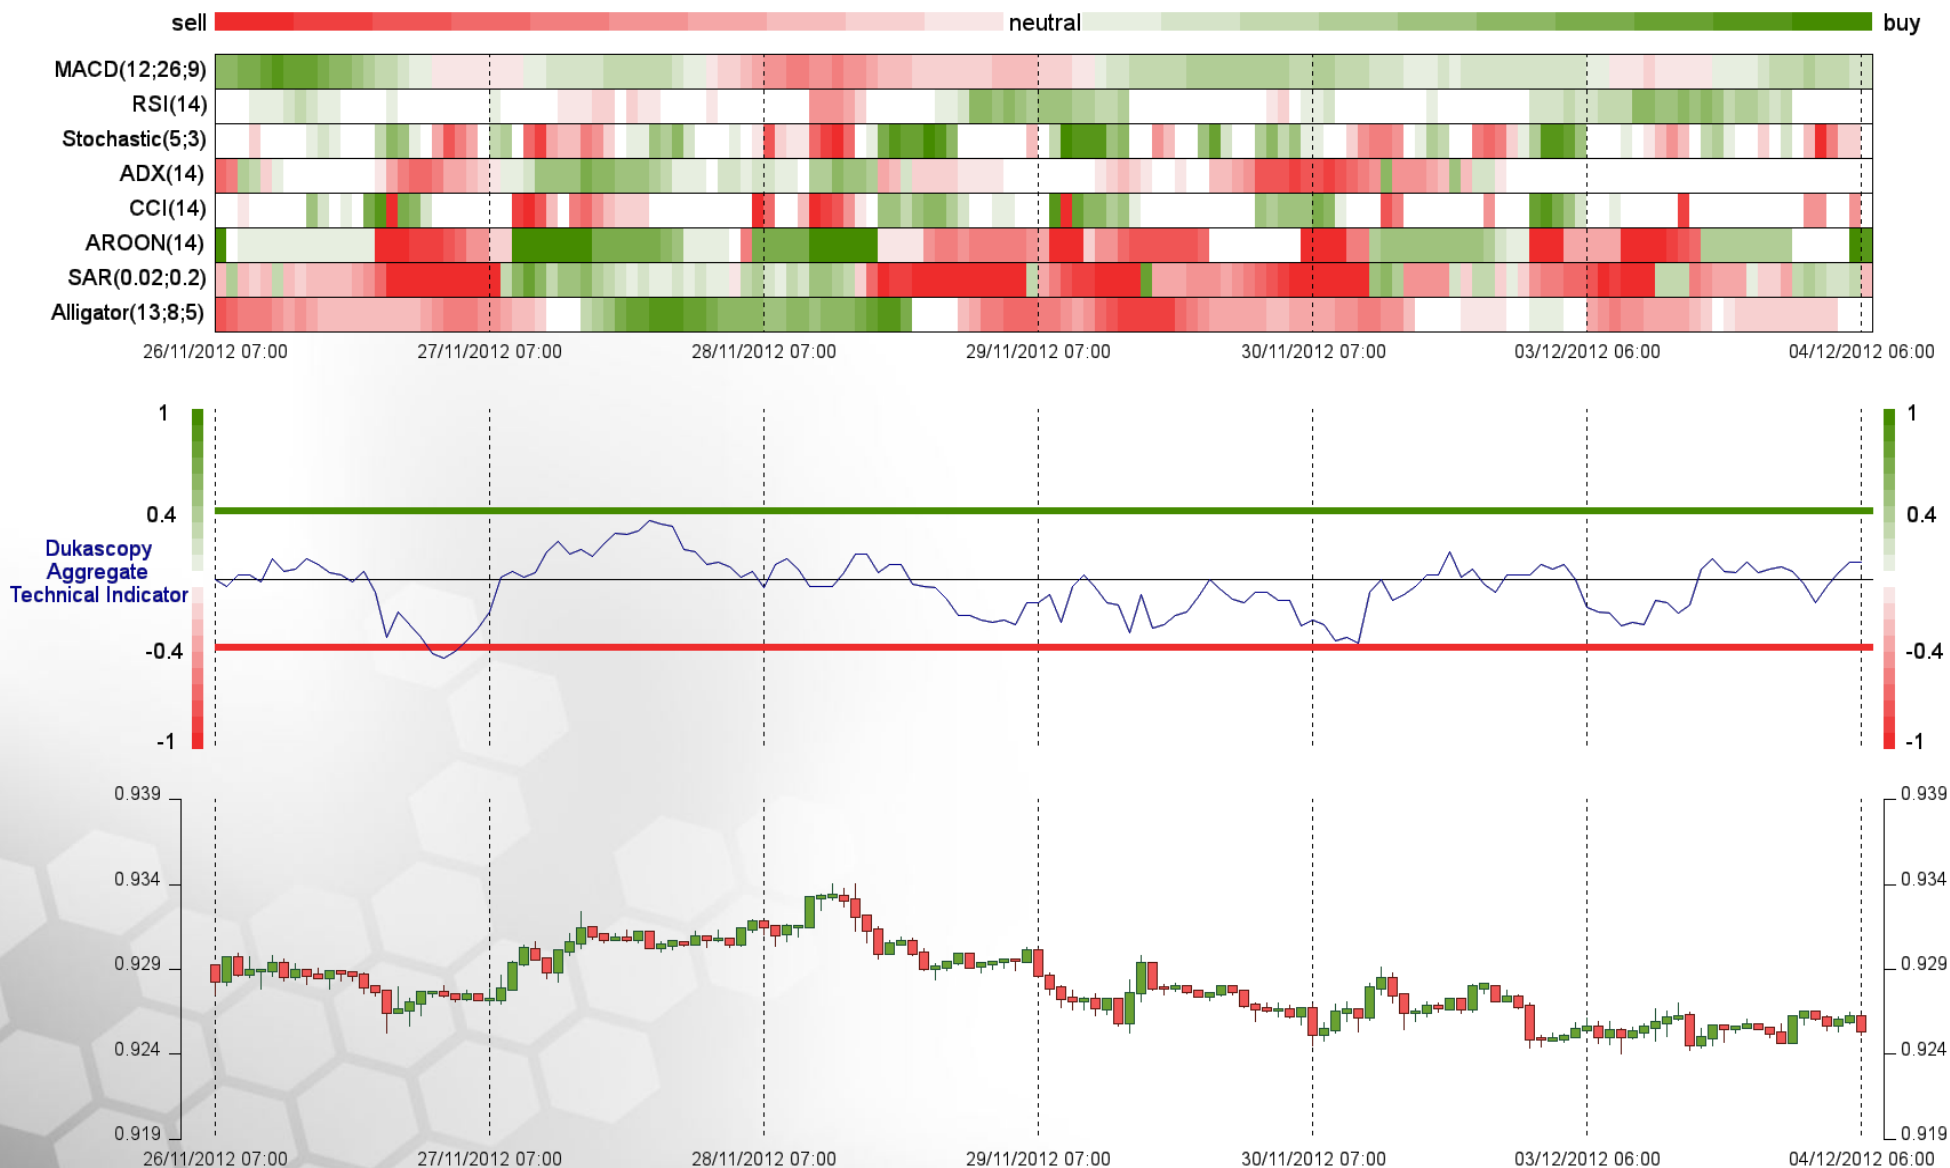 sell neutral buy
MACD(12;26;9)
RSI(14)
Stochastic(5;3)
ADX(14)
CCI(14)
AROON(14)
SAR(0.02;0.2)
Alligator(13;8;5)
26/11/2012 07:00 27/11/2012 07:00 28/11/2012 07:00 29/11/2012 07:00 30/11/2012 07:00 03/12/2012 06:00 04/12/2012 06:00
1 1
0.4 0.4
Dukascopy
Aggregate
Technical Indicator
-0.4 -0.4
-1 -1
0.939 0.939
0.934 0.934
0.929 0.929
0.924 0.924
0.919 0.919
26/11/2012 07:00 27/11/2012 07:00 28/11/2012 07:00 29/11/2012 07:00 30/11/2012 07:00 03/12/2012 06:00 04/12/2012 06:00